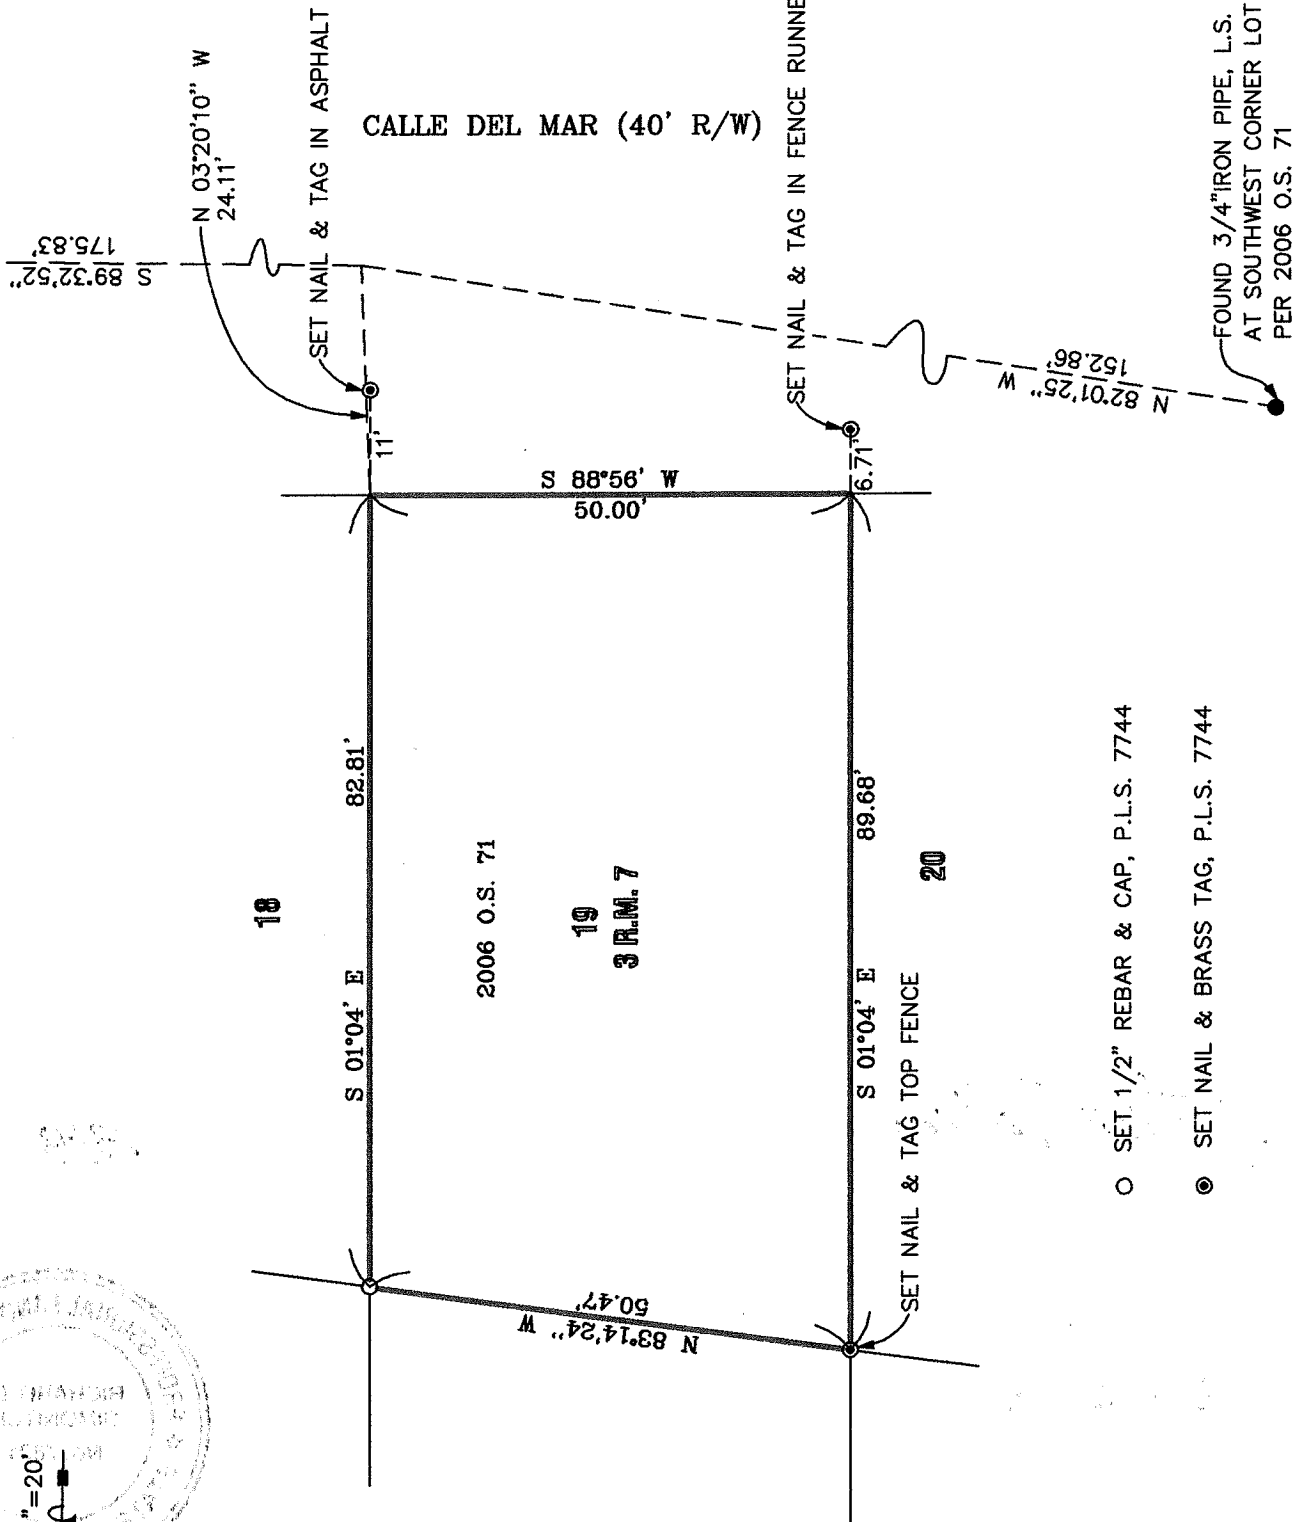 S 89°32'52"
175.83'
N 03°20'10" W
24.11'
SET NAIL & TAG IN ASPHALT
CALLE DEL MAR (40' R/W)
SET NAIL & TAG IN FENCE RUNNE
11'
6.71'
S 88°56' W
50.00'
N 82°01'25" W
152.86'
FOUND 3/4"IRON PIPE, L.S.
AT SOUTHWEST CORNER LOT
PER 2006 O.S. 71
18
S 01°04' E
82.81'
2006 O.S. 71
19
3 R.M. 7
S 01°04' E
89.68'
20
N 83°14'24" W
50.47'
SET NAIL & TAG TOP FENCE
SET 1/2" REBAR & CAP, P.L.S. 7744
SET NAIL & BRASS TAG, P.L.S. 7744
"=20'